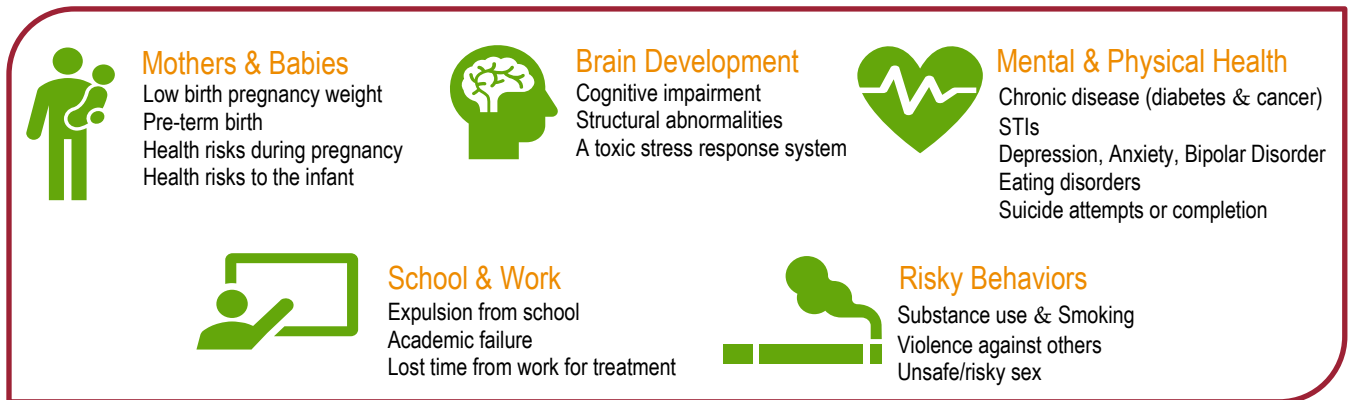 Mothers & Babies
Low birth pregnancy weight
Pre-term birth
Health risks during pregnancy
Health risks to the infant
Brain Development
Cognitive impairment
Structural abnormalities
A toxic stress response system
Mental & Physical Health
Chronic disease (diabetes & cancer)
STIs
Depression, Anxiety, Bipolar Disorder
Eating disorders
Suicide attempts or completion
School & Work
Expulsion from school
Academic failure
Lost time from work for treatment
Risky Behaviors
Substance use & Smoking
Violence against others
Unsafe/risky sex